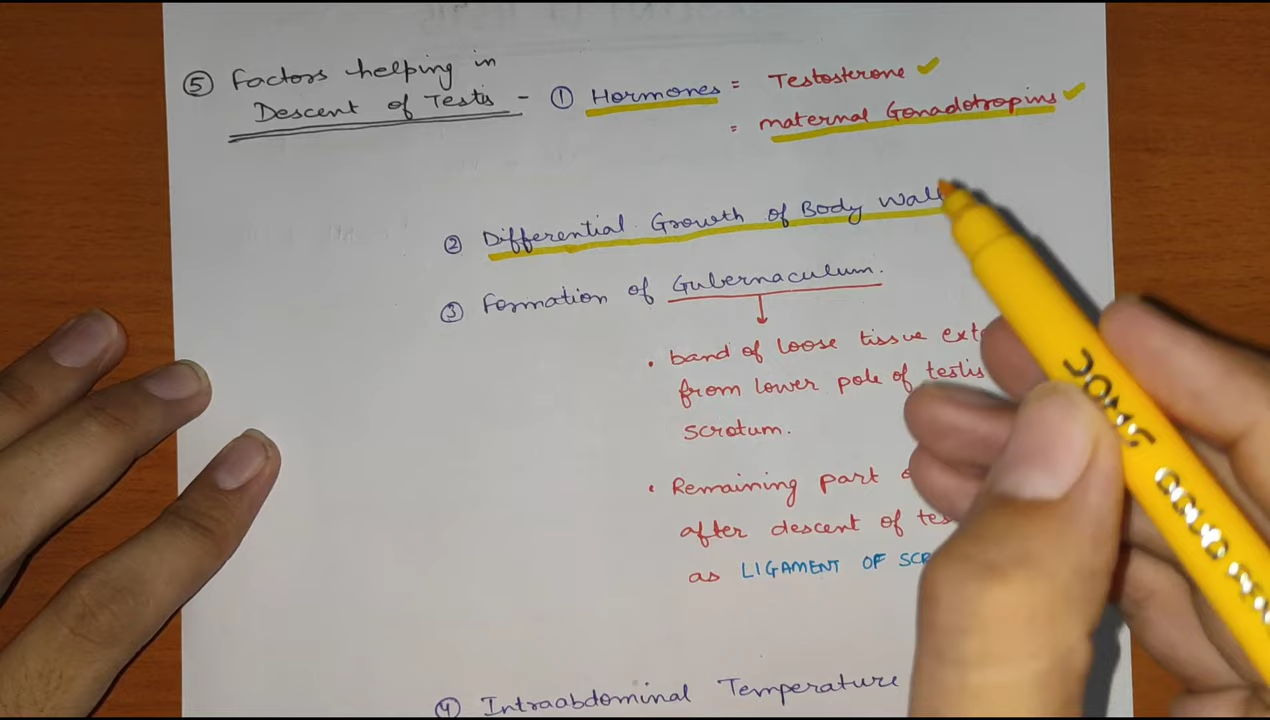 ⑤ Factors helping in
Descent of Testis - ① Hormones = Testosterone ✓
= maternal Gonadotropins ✓
② Differential Growth of Body Wall
③ Formation of Gubernaculum.
• band of loose tissue
from lower pole of testis
scrotum.
• Remaining part
after descent of
as LIGAMENT OF
④ Intraabdominal Temperature
DOMS